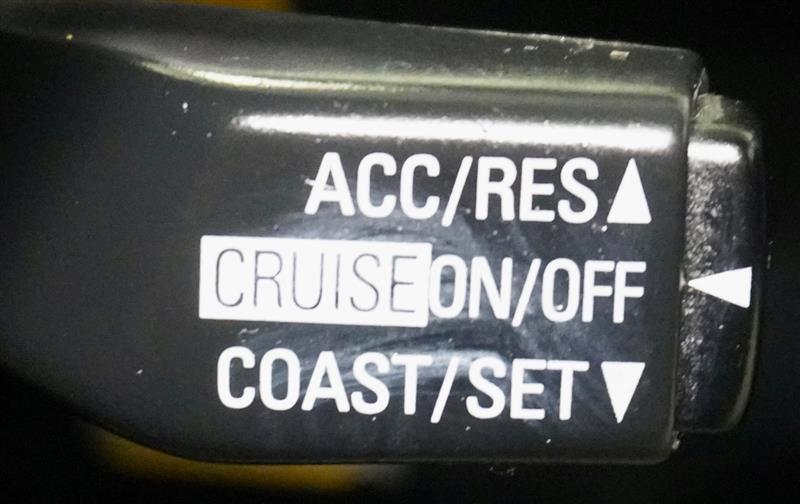 ACC/RES▲
CRUISE ON/OFF ◀
COAST/SET▼